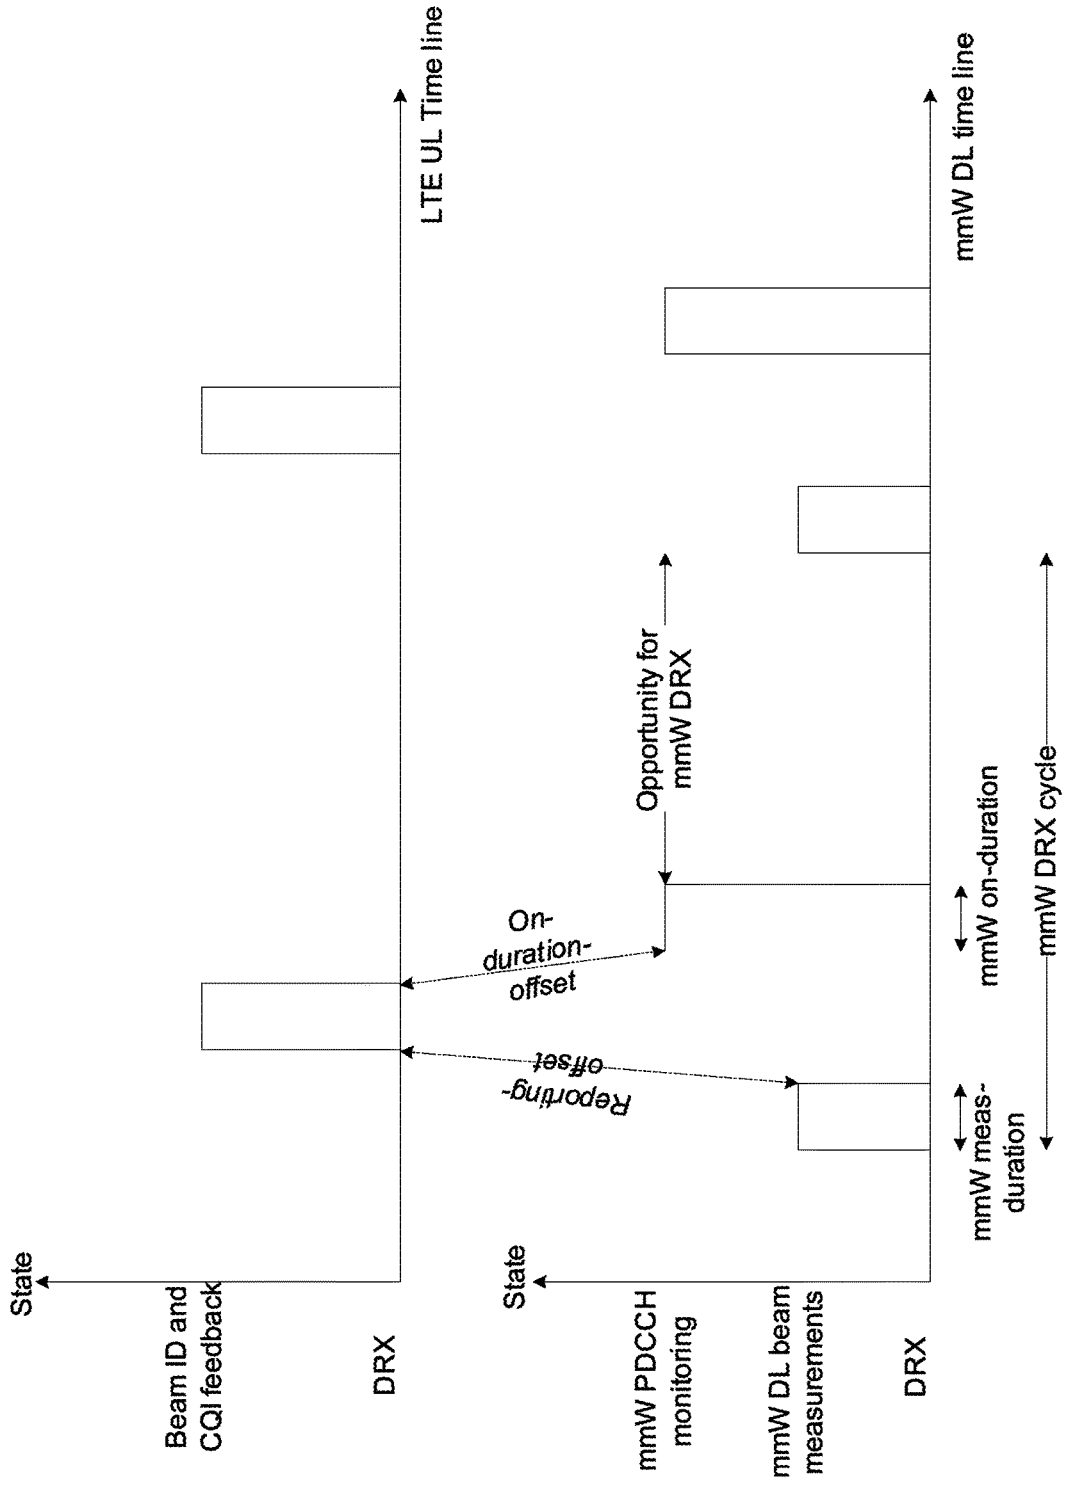 State
Beam ID and
CQI feedback
DRX
LTE UL Time line
Reporting-
offset
On-
duration-
offset
State
mmW PDCCH
monitoring
Opportunity for
mmW DRX
mmW DL beam
measurements
DRX
mmW DL time line
mmW meas-
duration
mmW on-duration
mmW DRX cycle